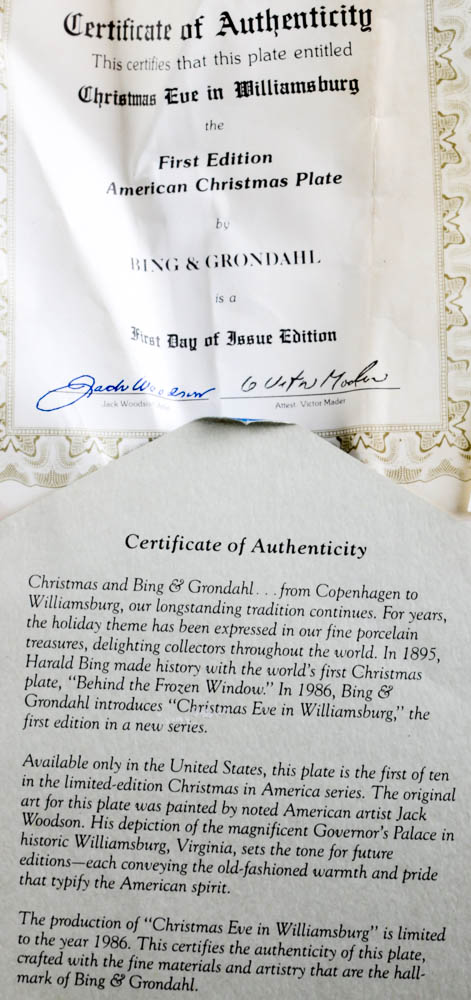 Certificate of Authenticity
This certifies that this plate entitled
Christmas Eve in Williamsburg
the
First Edition
American Christmas Plate
by
BING & GRONDAHL
is a
First Day of Issue Edition
Jack Woodson
Jack Woodson
Attest: Victor Mader
Certificate of Authenticity
Christmas and Bing & Grondahl . . . from Copenhagen to
Williamsburg, our longstanding tradition continues. For years,
the holiday theme has been expressed in our fine porcelain
treasures, delighting collectors throughout the world. In 1895,
Harald Bing made history with the world's first Christmas
plate, “Behind the Frozen Window.” In 1986, Bing &
Grondahl introduces “Christmas Eve in Williamsburg,” the
first edition in a new series.
Available only in the United States, this plate is the first of ten
in the limited-edition Christmas in America series. The original
art for this plate was painted by noted American artist Jack
Woodson. His depiction of the magnificent Governor's Palace in
historic Williamsburg, Virginia, sets the tone for future
editions—each conveying the old-fashioned warmth and pride
that typify the American spirit.
The production of “Christmas Eve in Williamsburg” is limited
to the year 1986. This certifies the authenticity of this plate,
crafted with the fine materials and artistry that are the hall-
mark of Bing & Grondahl.